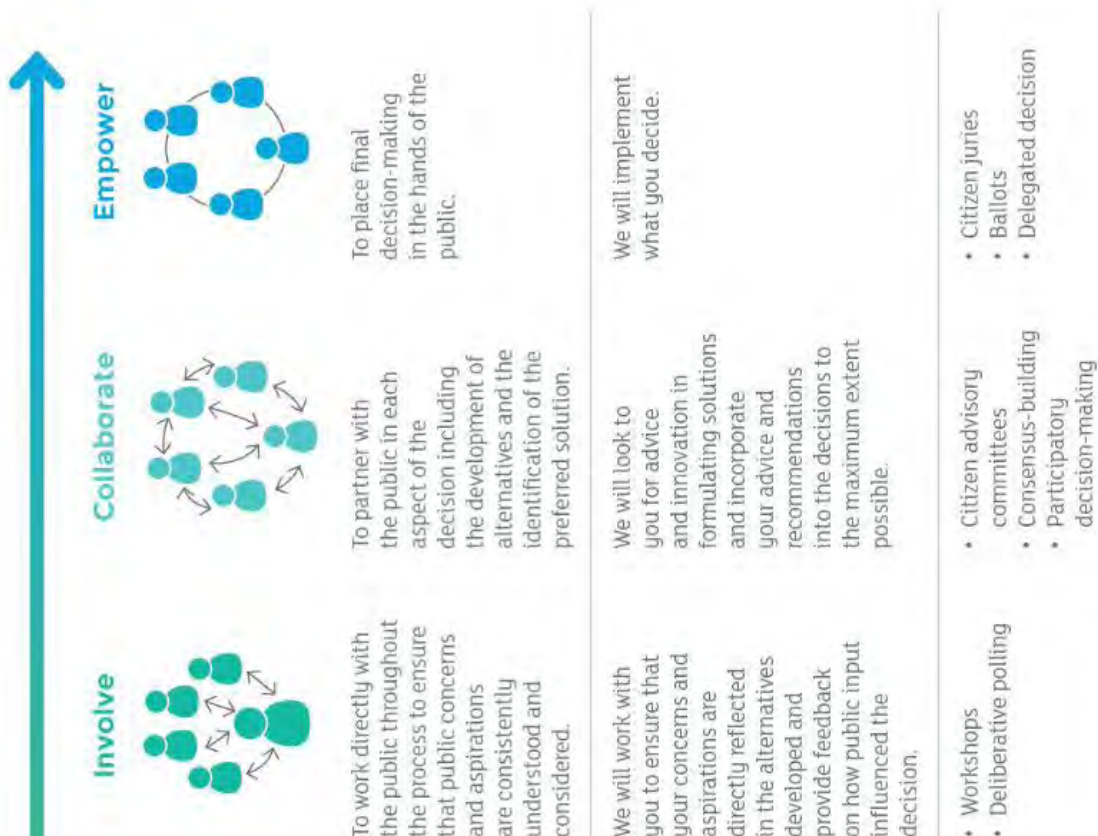 Involve
To work directly with
the public throughout
the process to ensure
that public concerns
and aspirations
are consistently
understood and
considered.
We will work with
you to ensure that
your concerns and
aspirations are
directly reflected
in the alternatives
developed and
provide feedback
on how public input
influenced the
decision.
• Workshops
• Deliberative polling
Collaborate
To partner with
the public in each
aspect of the
decision including
the development of
alternatives and the
identification of the
preferred solution.
We will look to
you for advice
and innovation in
formulating solutions
and incorporate
your advice and
recommendations
into the decisions to
the maximum extent
possible.
• Citizen advisory
committees
• Consensus-building
• Participatory
decision-making
Empower
To place final
decision-making
in the hands of the
public.
We will implement
what you decide.
• Citizen juries
• Ballots
• Delegated decision